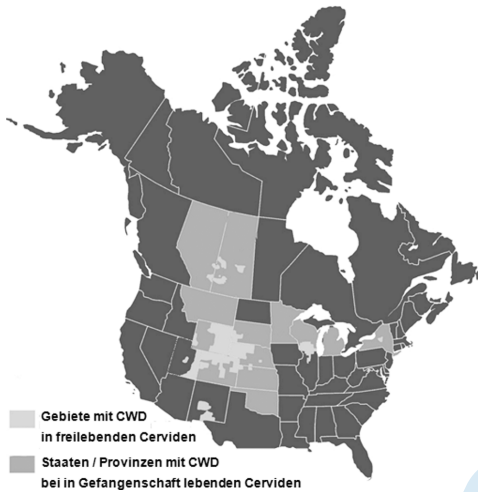 Gebiete mit CWD
in freilebenden Cerviden
Staaten / Provinzen mit CWD
bei in Gefangenschaft lebenden Cerviden